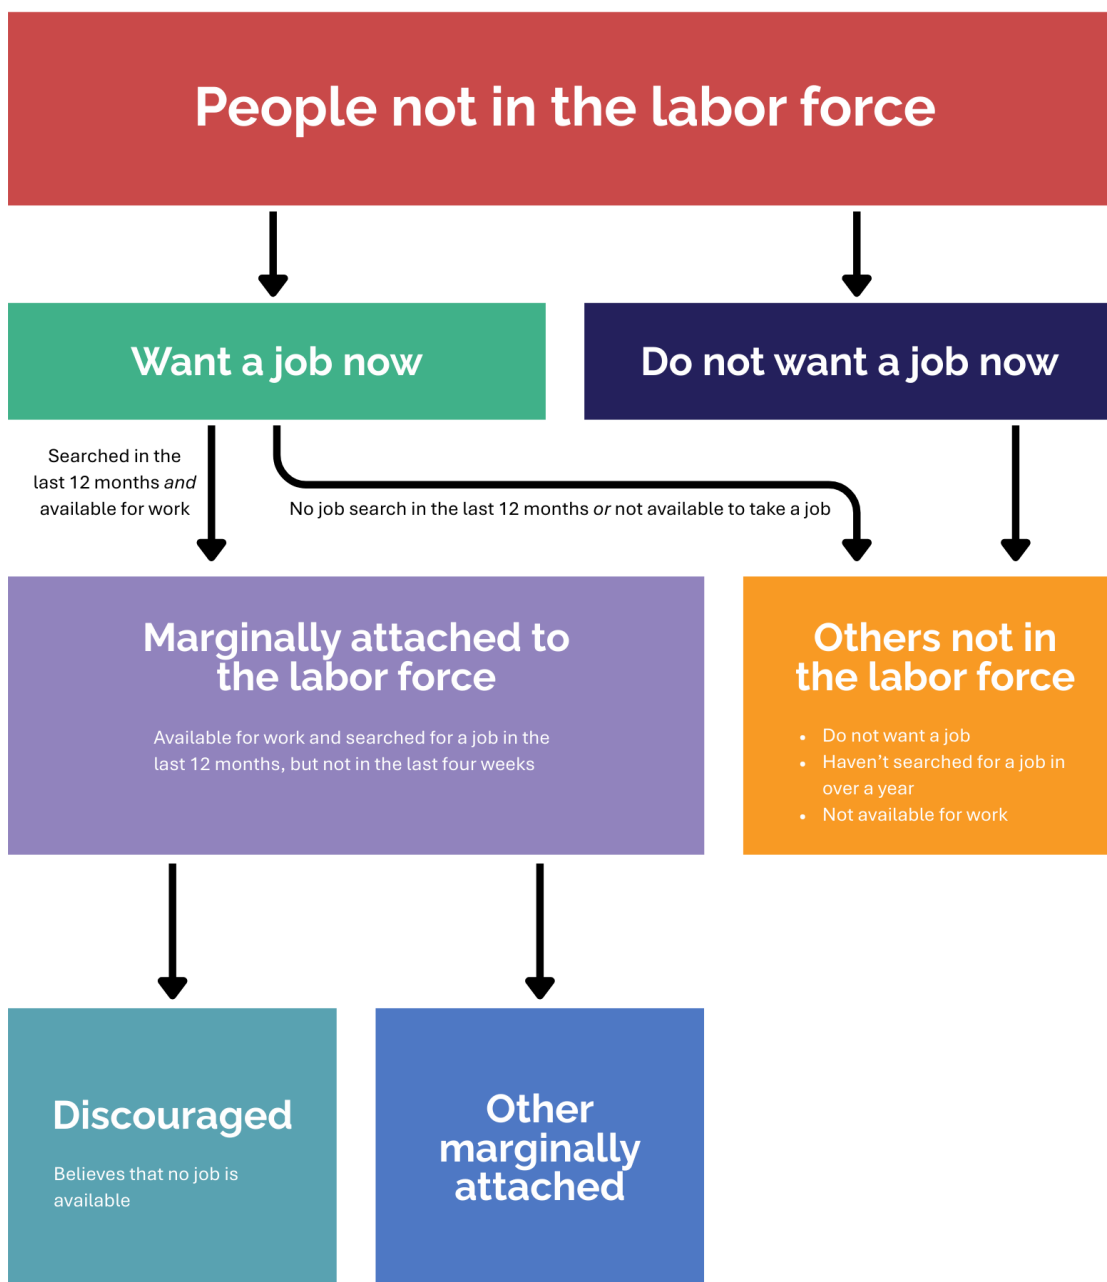 People not in the labor force
Want a job now
Do not want a job now
Searched in the
last 12 months and
available for work
No job search in the last 12 months or not available to take a job
Marginally attached to
the labor force
Available for work and searched for a job in the
last 12 months, but not in the last four weeks
Others not in
the labor force
• Do not want a job
• Haven’t searched for a job in
over a year
• Not available for work
Discouraged
Believes that no job is
available
Other
marginally
attached